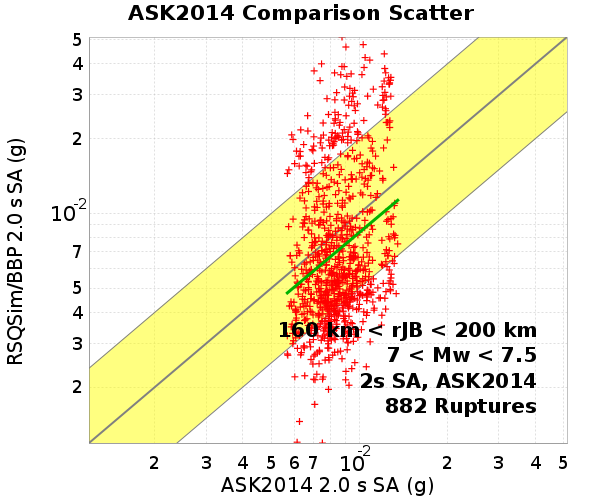 ASK2014 Comparison Scatter
RSQSim/BBP 2.0 s SA (g)
5
4
3
2
10-2
7
5
4
3
2
160 km < rJB < 200 km
7 < Mw < 7.5
2s SA, ASK2014
882 Ruptures
2 3 4 5 6 7 10-2 2 3 4 5
ASK2014 2.0 s SA (g)